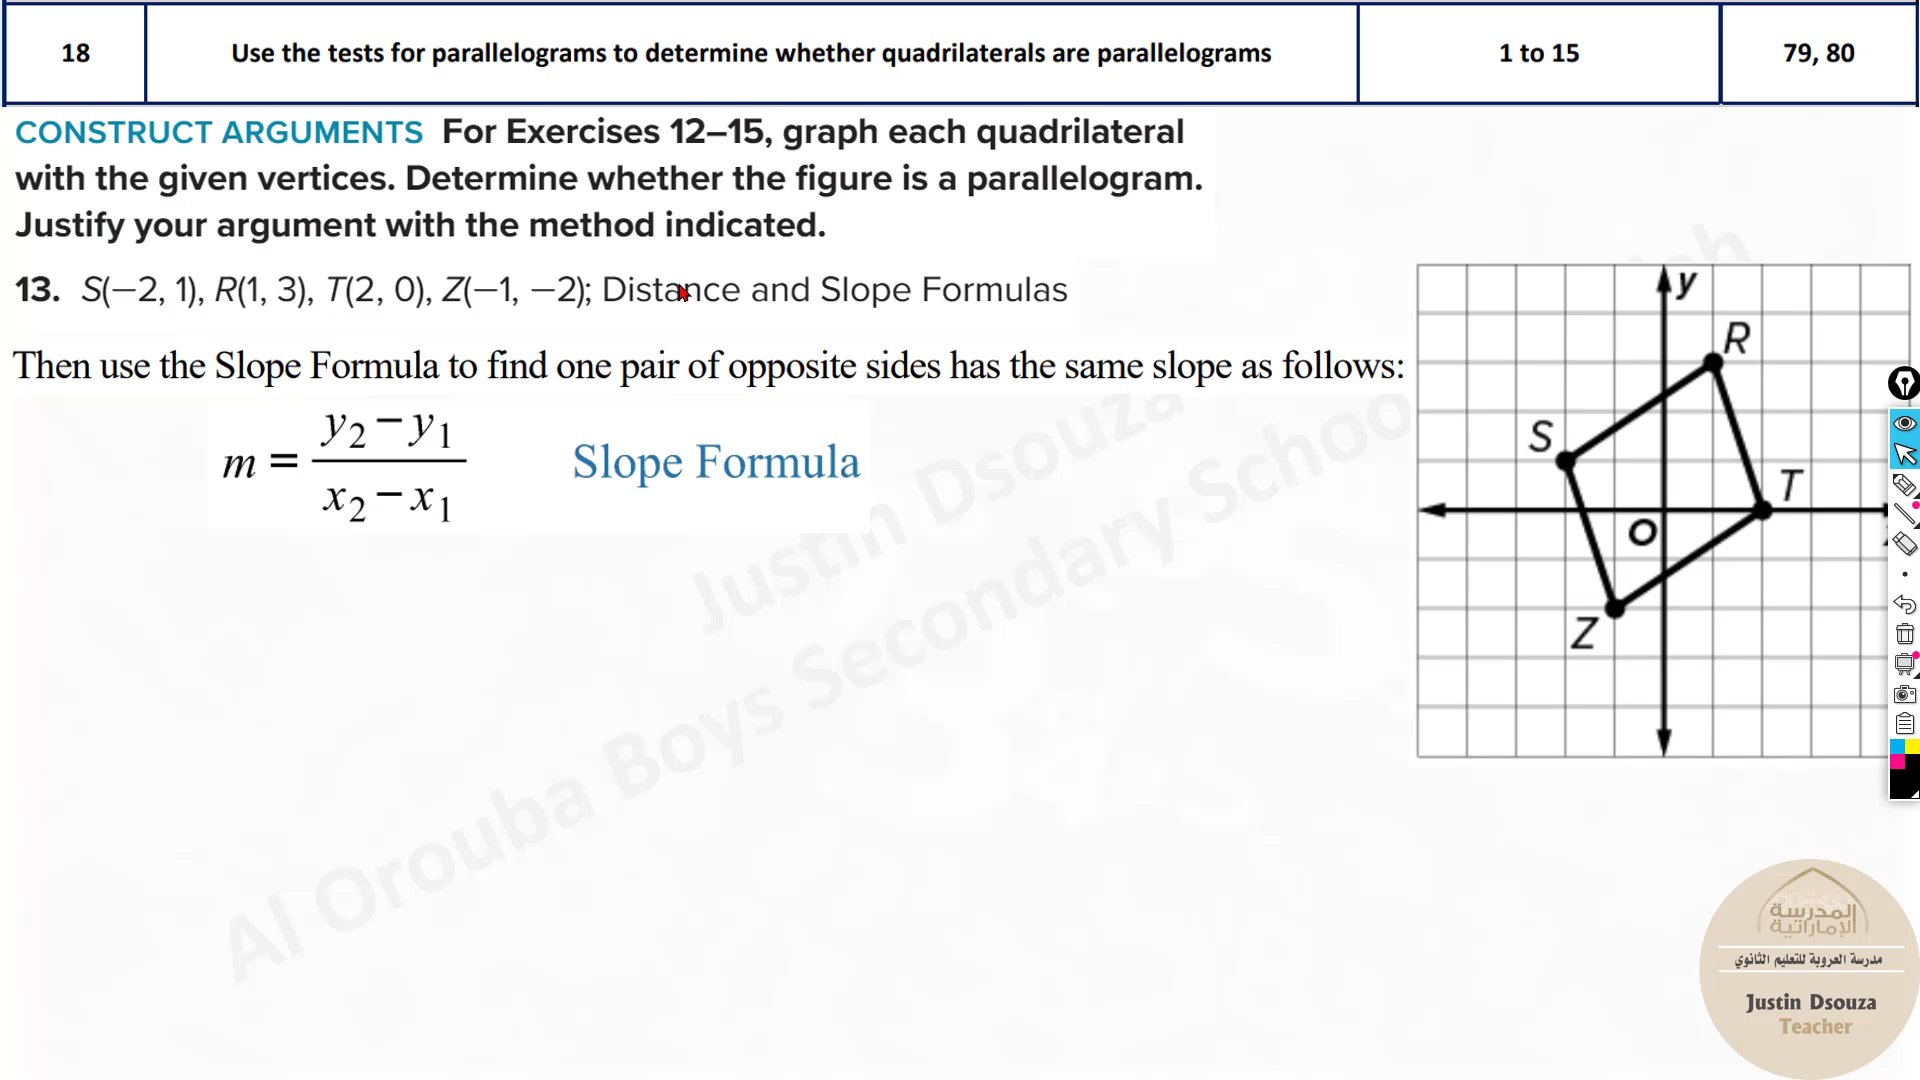 18 Use the tests for parallelograms to determine whether quadrilaterals are parallelograms 1 to 15 79, 80
CONSTRUCT ARGUMENTS For Exercises 12–15, graph each quadrilateral
with the given vertices. Determine whether the figure is a parallelogram.
Justify your argument with the method indicated.
13. S(−2, 1), R(1, 3), T(2, 0), Z(−1, −2); Distance and Slope Formulas
Then use the Slope Formula to find one pair of opposite sides has the same slope as follows:
m = (y₂ − y₁) / (x₂ − x₁) Slope Formula
y
R
S
T
O
Z
Justin Dsouza
Al Orouba Boys Secondary School
المدرسة
الإماراتية
مدرسة العروبة للتعليم الثانوي
Justin Dsouza
Teacher